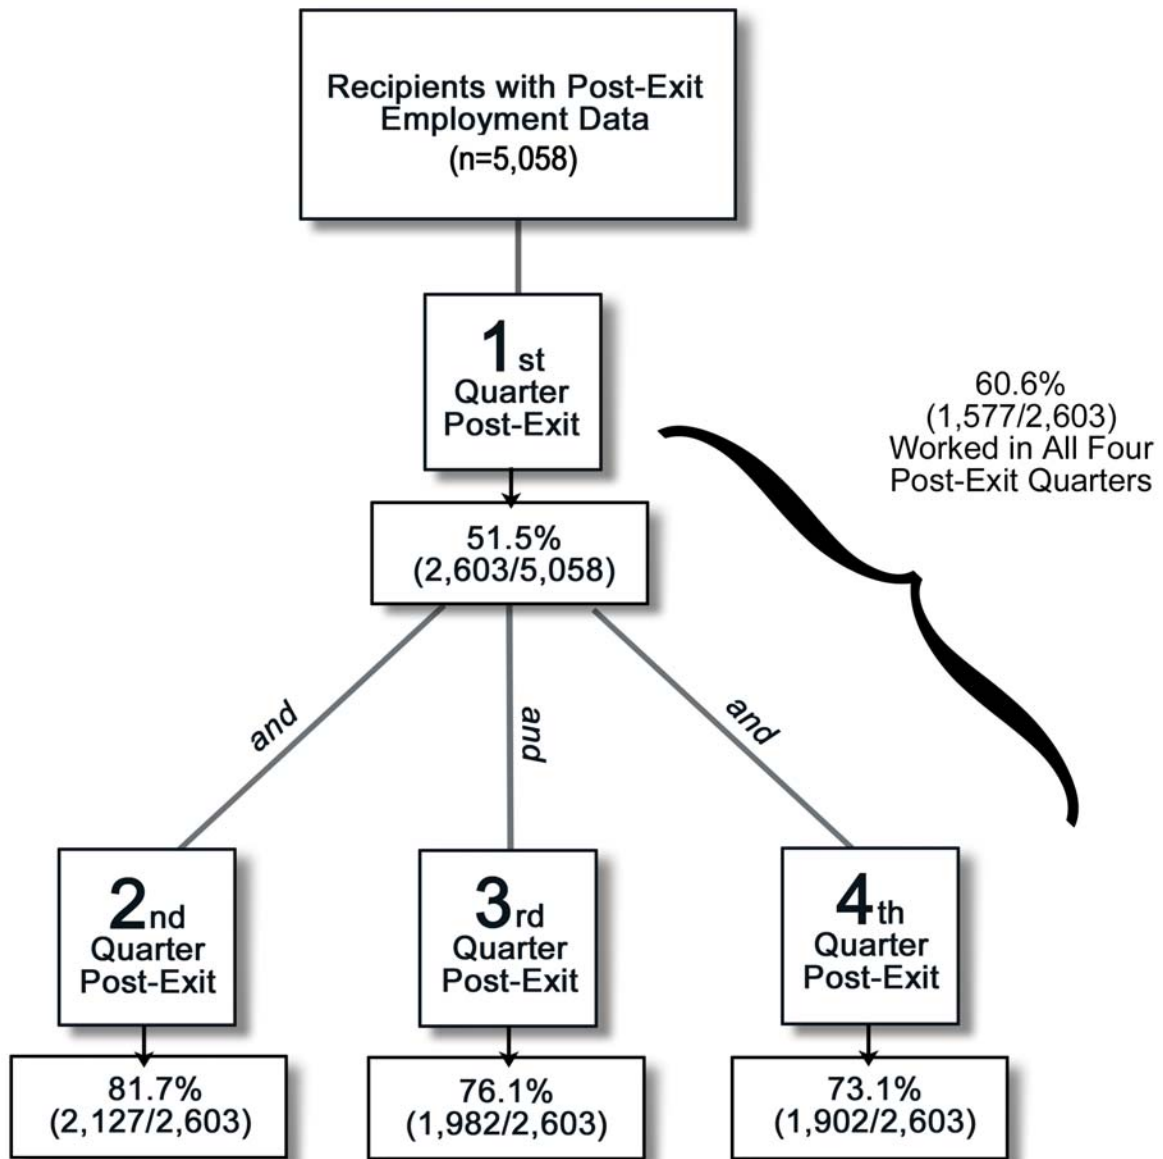 Recipients with Post-Exit
Employment Data
(n=5,058)
1st
Quarter
Post-Exit
60.6%
(1,577/2,603)
Worked in All Four
Post-Exit Quarters
51.5%
(2,603/5,058)
and
and
and
2nd
Quarter
Post-Exit
3rd
Quarter
Post-Exit
4th
Quarter
Post-Exit
81.7%
(2,127/2,603)
76.1%
(1,982/2,603)
73.1%
(1,902/2,603)